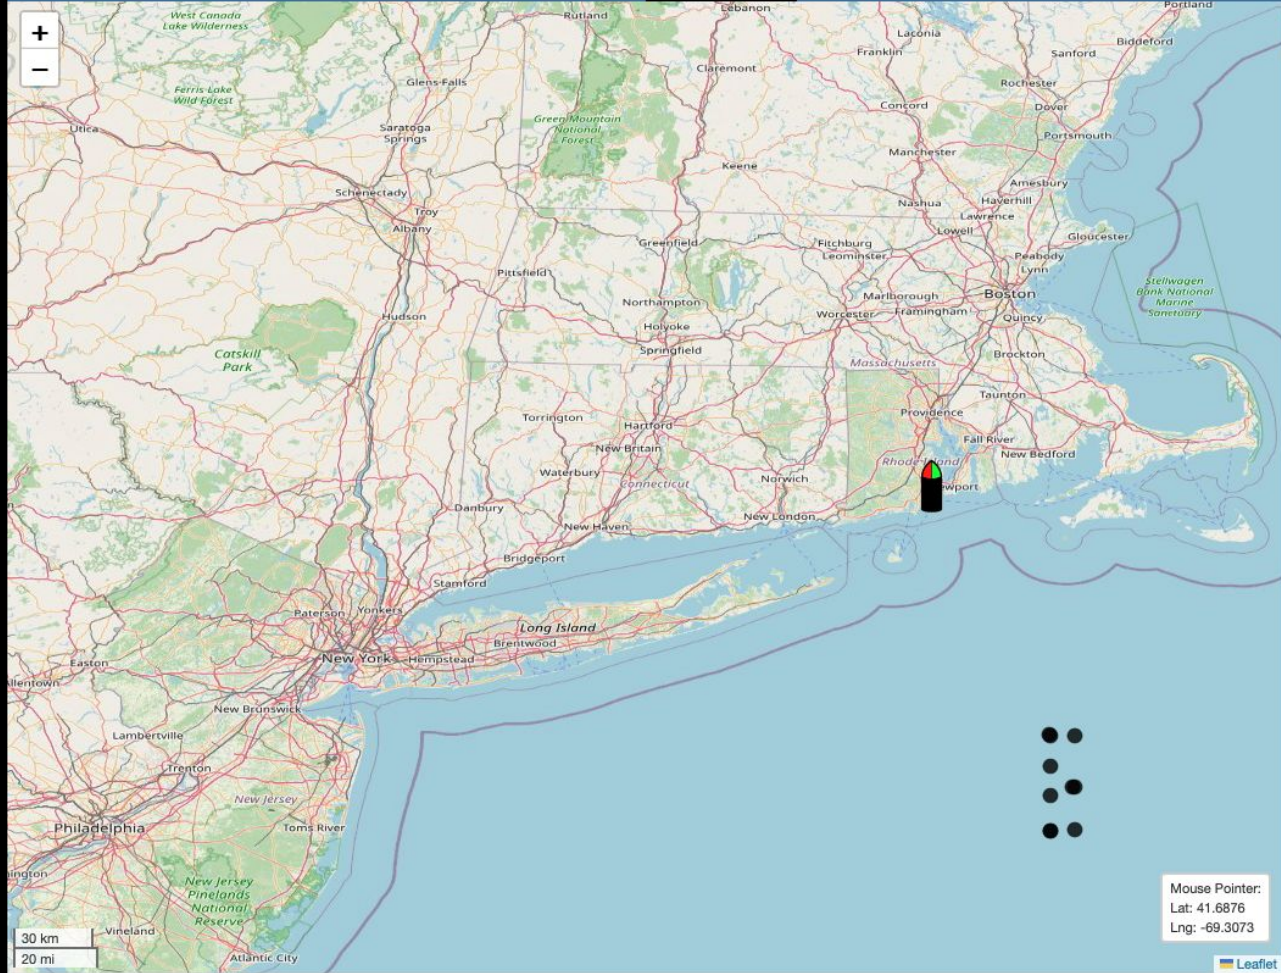 West Canada
Lake Wilderness
Rutland
Lebanon
Portland
Laconia
Biddeford
+
−
Franklin
Sanford
Claremont
Glens Falls
Rochester
Ferris Lake
Wild Forest
Concord
Dover
Green Mountain
National
Forest
Utica
Saratoga
Springs
Portsmouth
Manchester
Keene
Amesbury
Schenectady
Haverhill
Nashua
Lawrence
Troy
Albany
Lowell
Gloucester
Greenfield
Fitchburg
Leominster
Peabody
Lynn
Pittsfield
Stellwagen
Bank National
Marine
Sanctuary
Boston
Marlborough
Northampton
Framingham
Worcester
Hudson
Quincy
Holyoke
Springfield
Catskill
Park
Brockton
Massachusetts
Taunton
Providence
Torrington
Hartford
Fall River
New Britain
New Bedford
Rhode Island
Waterbury
Connecticut
Norwich
ewport
Danbury
New London
New Haven
Bridgeport
Stamford
Paterson
Yonkers
Long Island
Brentwood
New York
Hempstead
Easton
Allentown
New Brunswick
Lambertville
Trenton
New Jersey
Philadelphia
Toms River
ington
New Jersey
Pinelands
National
Reserve
Vineland
Atlantic City
30 km
20 mi
Mouse Pointer:
Lat: 41.6876
Lng: -69.3073
Leaflet